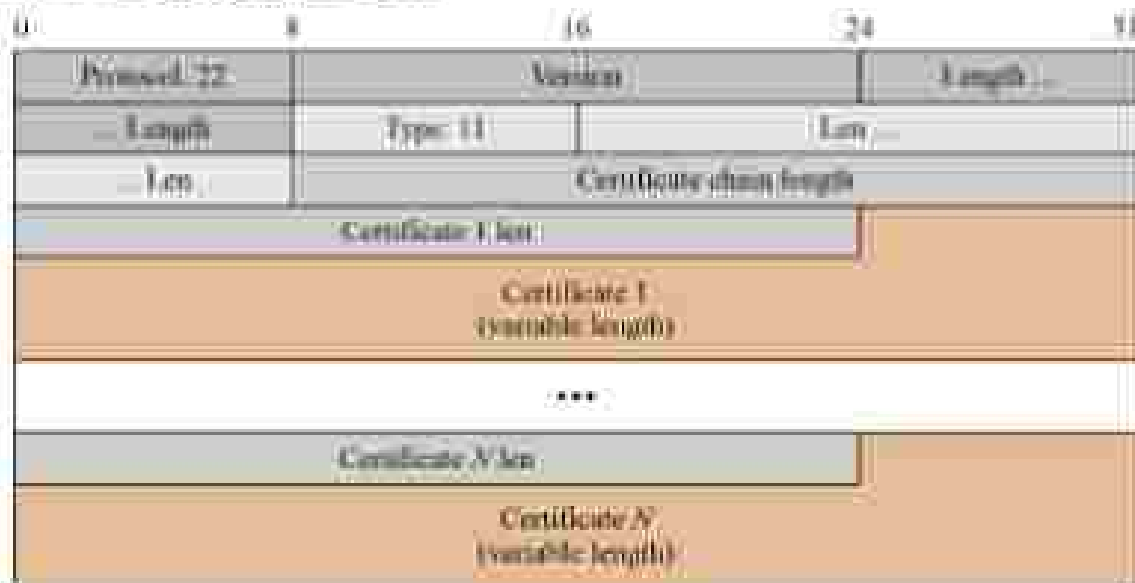 0 8 16 24 31
Protocol: 22 Version Length ...
... Length Type: 11 Len ...
... Len Certificate chain length
Certificate 1 len
Certificate 1
(variable length)
•••
Certificate N len
Certificate N
(variable length)